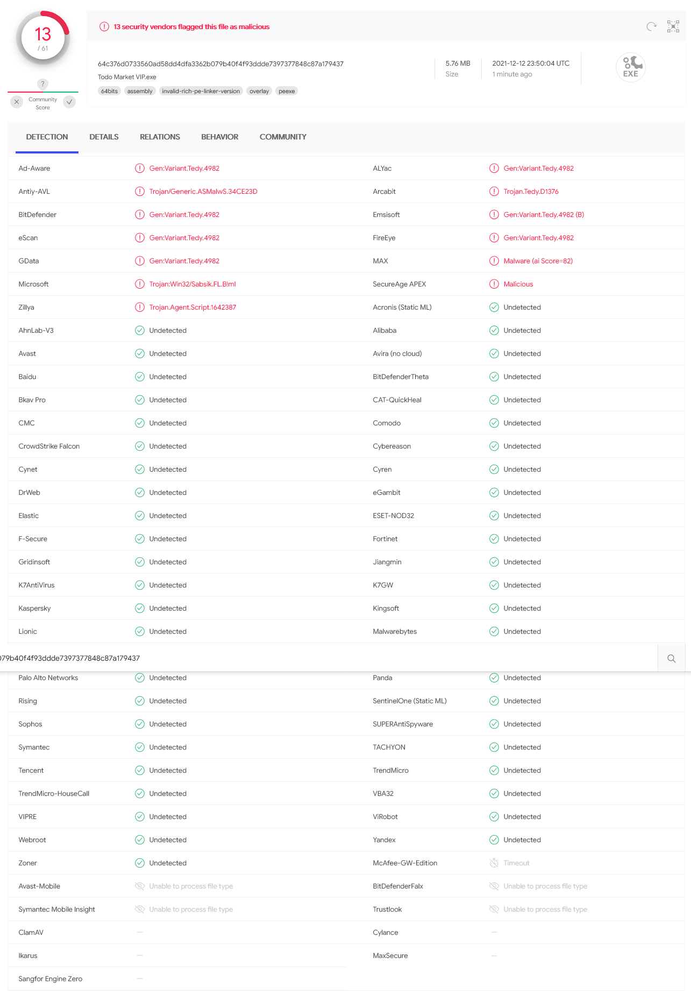 13
/ 61
?
Community
Score
13 security vendors flagged this file as malicious
64c376d0733560ad58dd4dfa3362b079b40f4f93ddde7397377848c87a179437
Todo Market VIP.exe
64bits assembly invalid-rich-pe-linker-version overlay peexe
5.76 MB
Size
2021-12-12 23:50:04 UTC
1 minute ago
EXE
DETECTION DETAILS RELATIONS BEHAVIOR COMMUNITY
Ad-Aware Gen:Variant.Tedy.4982 ALYac Gen:Variant.Tedy.4982
Antiy-AVL Trojan/Generic.ASMalwS.34CE23D Arcabit Trojan.Tedy.D1376
BitDefender Gen:Variant.Tedy.4982 Emsisoft Gen:Variant.Tedy.4982 (B)
eScan Gen:Variant.Tedy.4982 FireEye Gen:Variant.Tedy.4982
GData Gen:Variant.Tedy.4982 MAX Malware (ai Score=82)
Microsoft Trojan:Win32/Sabsik.FL.B!ml SecureAge APEX Malicious
Zillya Trojan.Agent.Script.1642387 Acronis (Static ML) Undetected
AhnLab-V3 Undetected Alibaba Undetected
Avast Undetected Avira (no cloud) Undetected
Baidu Undetected BitDefenderTheta Undetected
Bkav Pro Undetected CAT-QuickHeal Undetected
CMC Undetected Comodo Undetected
CrowdStrike Falcon Undetected Cybereason Undetected
Cynet Undetected Cyren Undetected
DrWeb Undetected eGambit Undetected
Elastic Undetected ESET-NOD32 Undetected
F-Secure Undetected Fortinet Undetected
Gridinsoft Undetected Jiangmin Undetected
K7AntiVirus Undetected K7GW Undetected
Kaspersky Undetected Kingsoft Undetected
Lionic Undetected Malwarebytes Undetected
079b40f4f93ddde7397377848c87a179437
Palo Alto Networks Undetected Panda Undetected
Rising Undetected SentinelOne (Static ML) Undetected
Sophos Undetected SUPERAntiSpyware Undetected
Symantec Undetected TACHYON Undetected
Tencent Undetected TrendMicro Undetected
TrendMicro-HouseCall Undetected VBA32 Undetected
VIPRE Undetected ViRobot Undetected
Webroot Undetected Yandex Undetected
Zoner Undetected McAfee-GW-Edition Timeout
Avast-Mobile Unable to process file type BitDefenderFalx Unable to process file type
Symantec Mobile Insight Unable to process file type Trustlook Unable to process file type
ClamAV — Cylance —
Ikarus — MaxSecure —
Sangfor Engine Zero —